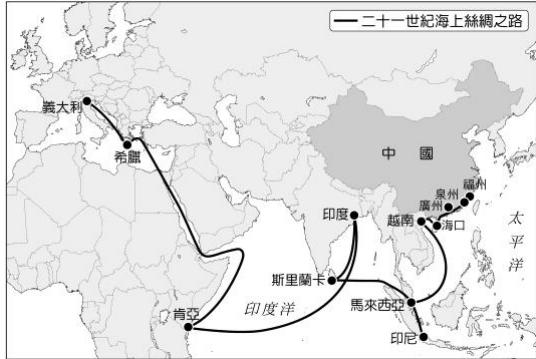 二十一世紀海上絲綢之路
義大利
希臘
中國
福州
泉州
廣州
海口
越南
印度
太平洋
斯里蘭卡
馬來西亞
印度洋
肯亞
印尼